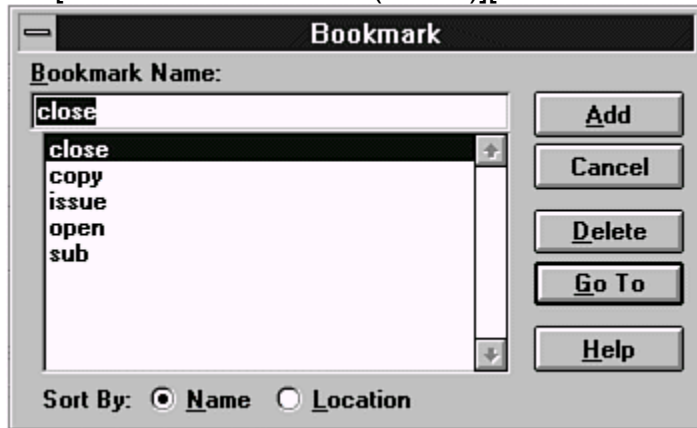 Bookmark
Bookmark Name:
close
Add
close
Cancel
copy
issue
open
Delete
sub
Go To
Help
Sort By: Name Location